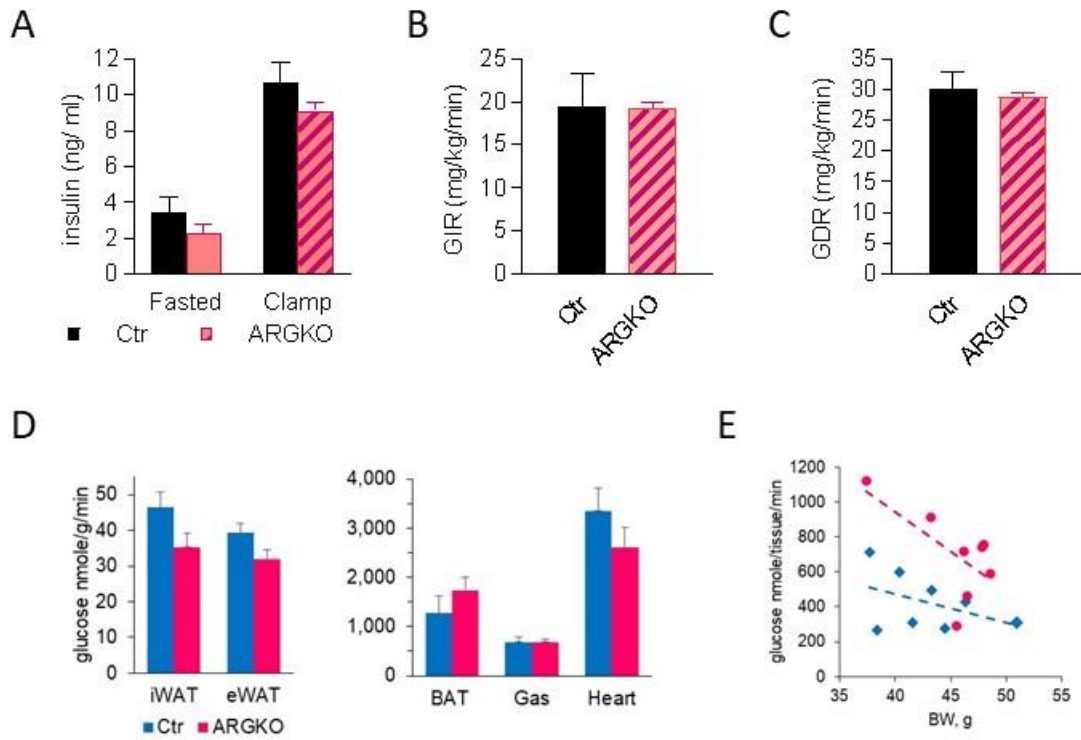 A
insulin (ng/ ml)
12
10
8
6
4
2
0
Fasted
Clamp
Ctr
ARGKO
B
GIR (mg/kg/min)
25
20
15
10
5
0
Ctr
ARGKO
C
GDR (mg/kg/min)
35
30
25
20
15
10
5
0
Ctr
ARGKO
D
glucose nmole/g/min
50
40
30
20
10
0
iWAT
eWAT
Ctr
ARGKO
4,000
3,000
2,000
1,000
0
BAT
Gas
Heart
E
glucose nmole/tissue/min
1200
1000
800
600
400
200
0
35
40
45
50
55
BW, g